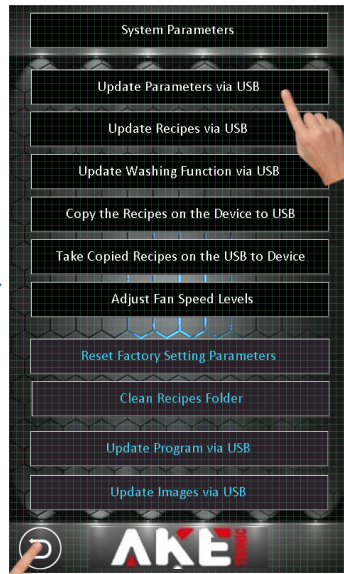 System Parameters
Update Parameters via USB
Update Recipes via USB
Update Washing Function via USB
Copy the Recipes on the Device to USB
Take Copied Recipes on the USB to Device
Adjust Fan Speed Levels
Reset Factory Setting Parameters
Clean Recipes Folder
Update Program via USB
Update Images via USB
AKE
TEKNİK